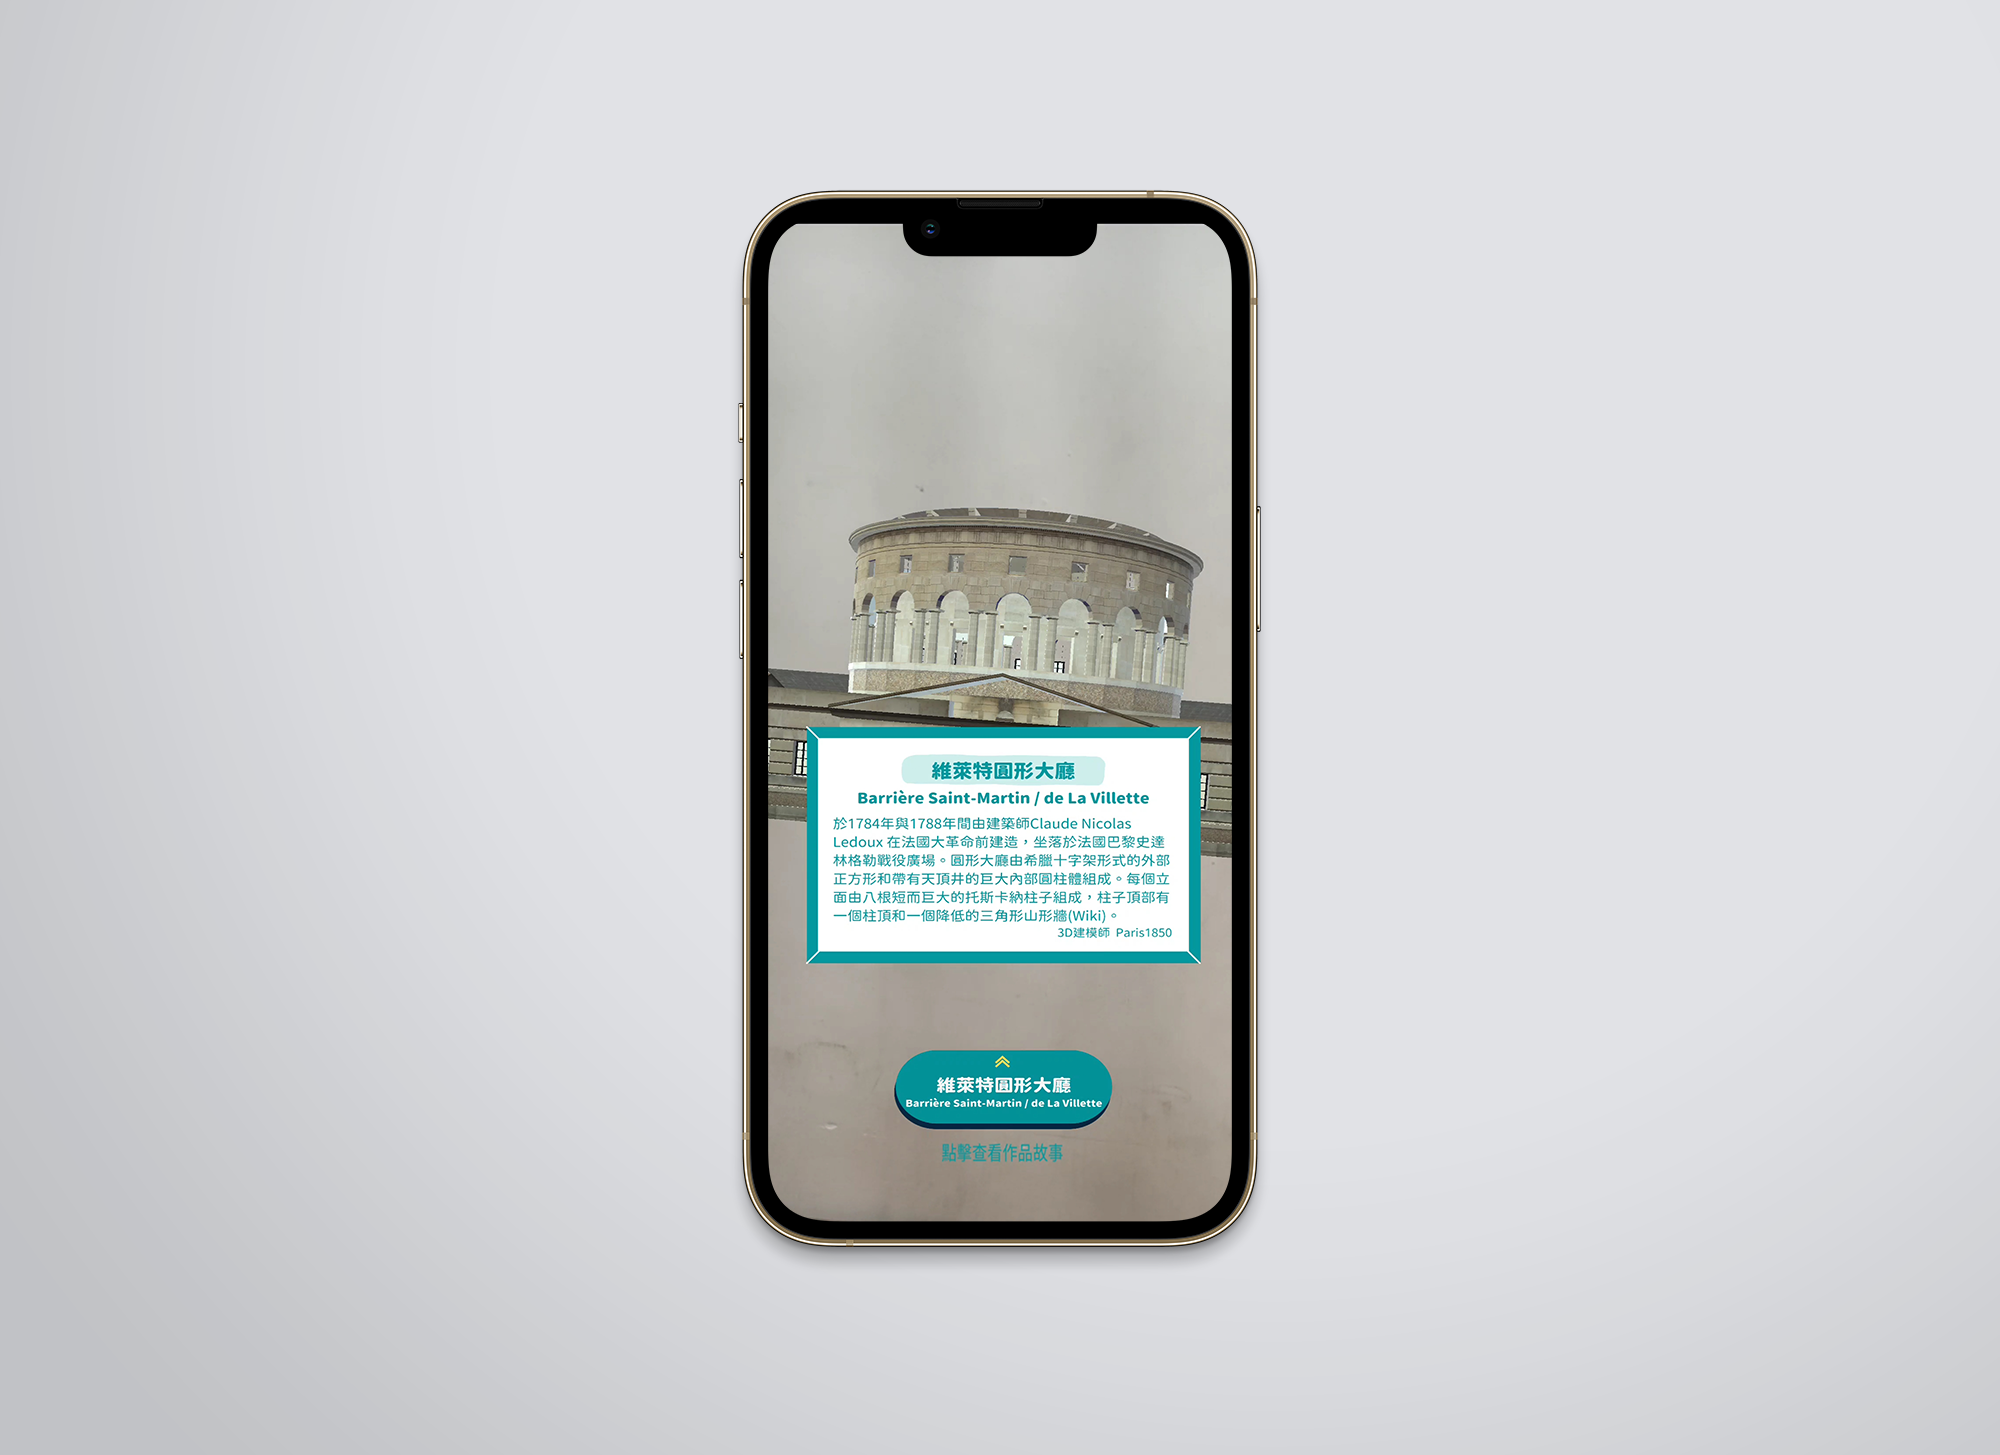 維萊特圓形大廳
Barrière Saint-Martin / de La Villette
於1784年與1788年間由建築師Claude Nicolas
Ledoux 在法國大革命前建造，坐落於法國巴黎史達
林格勒戰役廣場。圓形大廳由希臘十字架形式的外部
正方形和帶有天頂井的巨大內部圓柱體組成。每個立
面由八根短而巨大的托斯卡納柱子組成，柱子頂部有
一個柱頂和一個降低的三角形山形牆(Wiki)。
3D建模師 Paris1850
維萊特圓形大廳
Barrière Saint-Martin / de La Villette
點擊查看作品故事